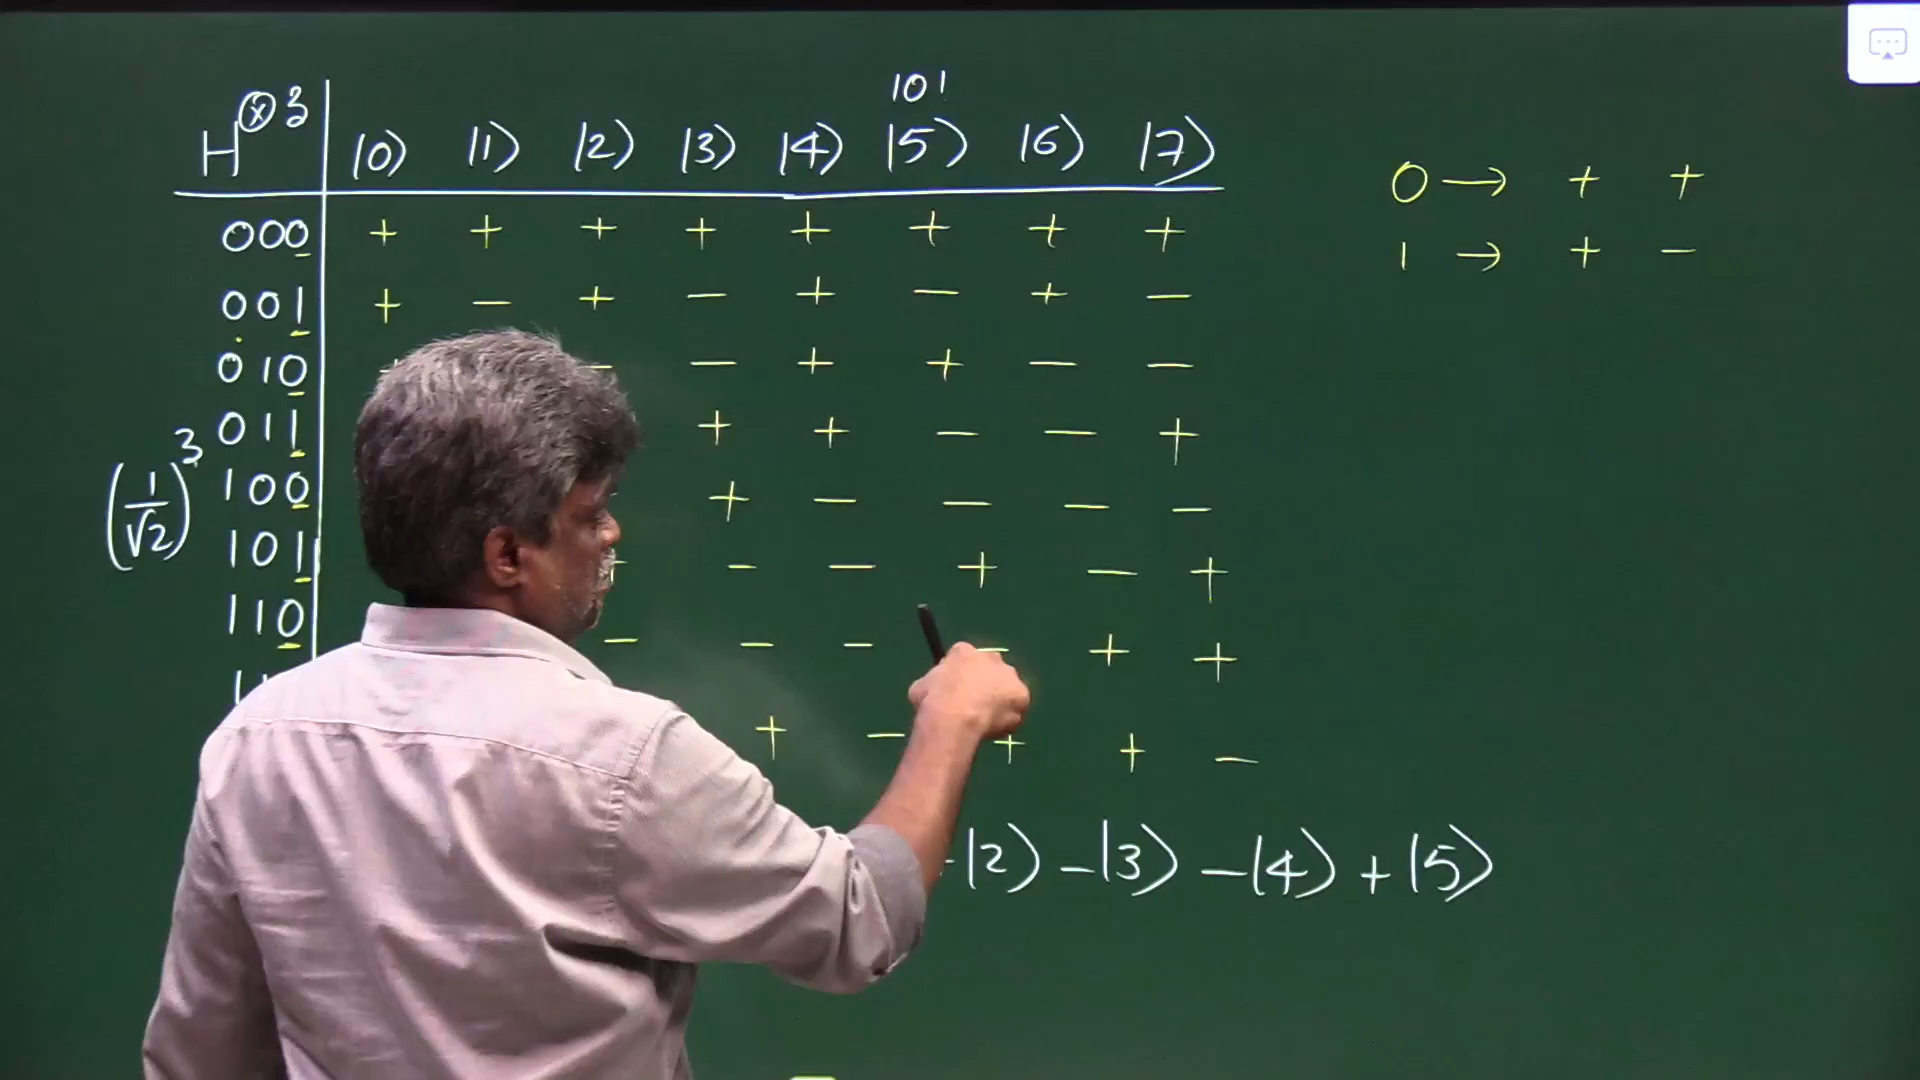 H⊗3 |0⟩ |1⟩ |2⟩ |3⟩ |4⟩ |5⟩ |6⟩ |7⟩
101
000 + + + + + + + +
001 + − + − + − + −
010 − − + + − −
011 + + − − +
100 + − − − −
101 − − + − +
110 − − − − + +
+ − + + −
(1/√2)^3
0 → + +
1 → + −
|2⟩ − |3⟩ − |4⟩ + |5⟩